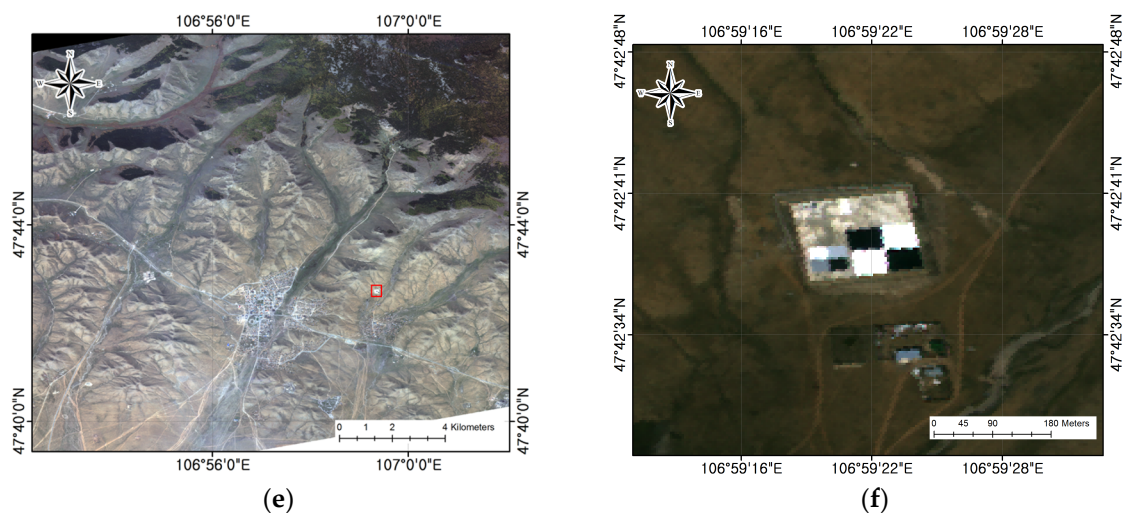 106°56'0"E
107°0'0"E
N
W
E
S
47°44'0"N
47°44'0"N
47°40'0"N
47°40'0"N
0
1
2
4 Kilometers
106°56'0"E
107°0'0"E
(e)
106°59'16"E
106°59'22"E
106°59'28"E
47°42'48"N
47°42'48"N
N
W
E
S
47°42'41"N
47°42'41"N
47°42'34"N
47°42'34"N
0
45
90
180 Meters
106°59'16"E
106°59'22"E
106°59'28"E
(f)